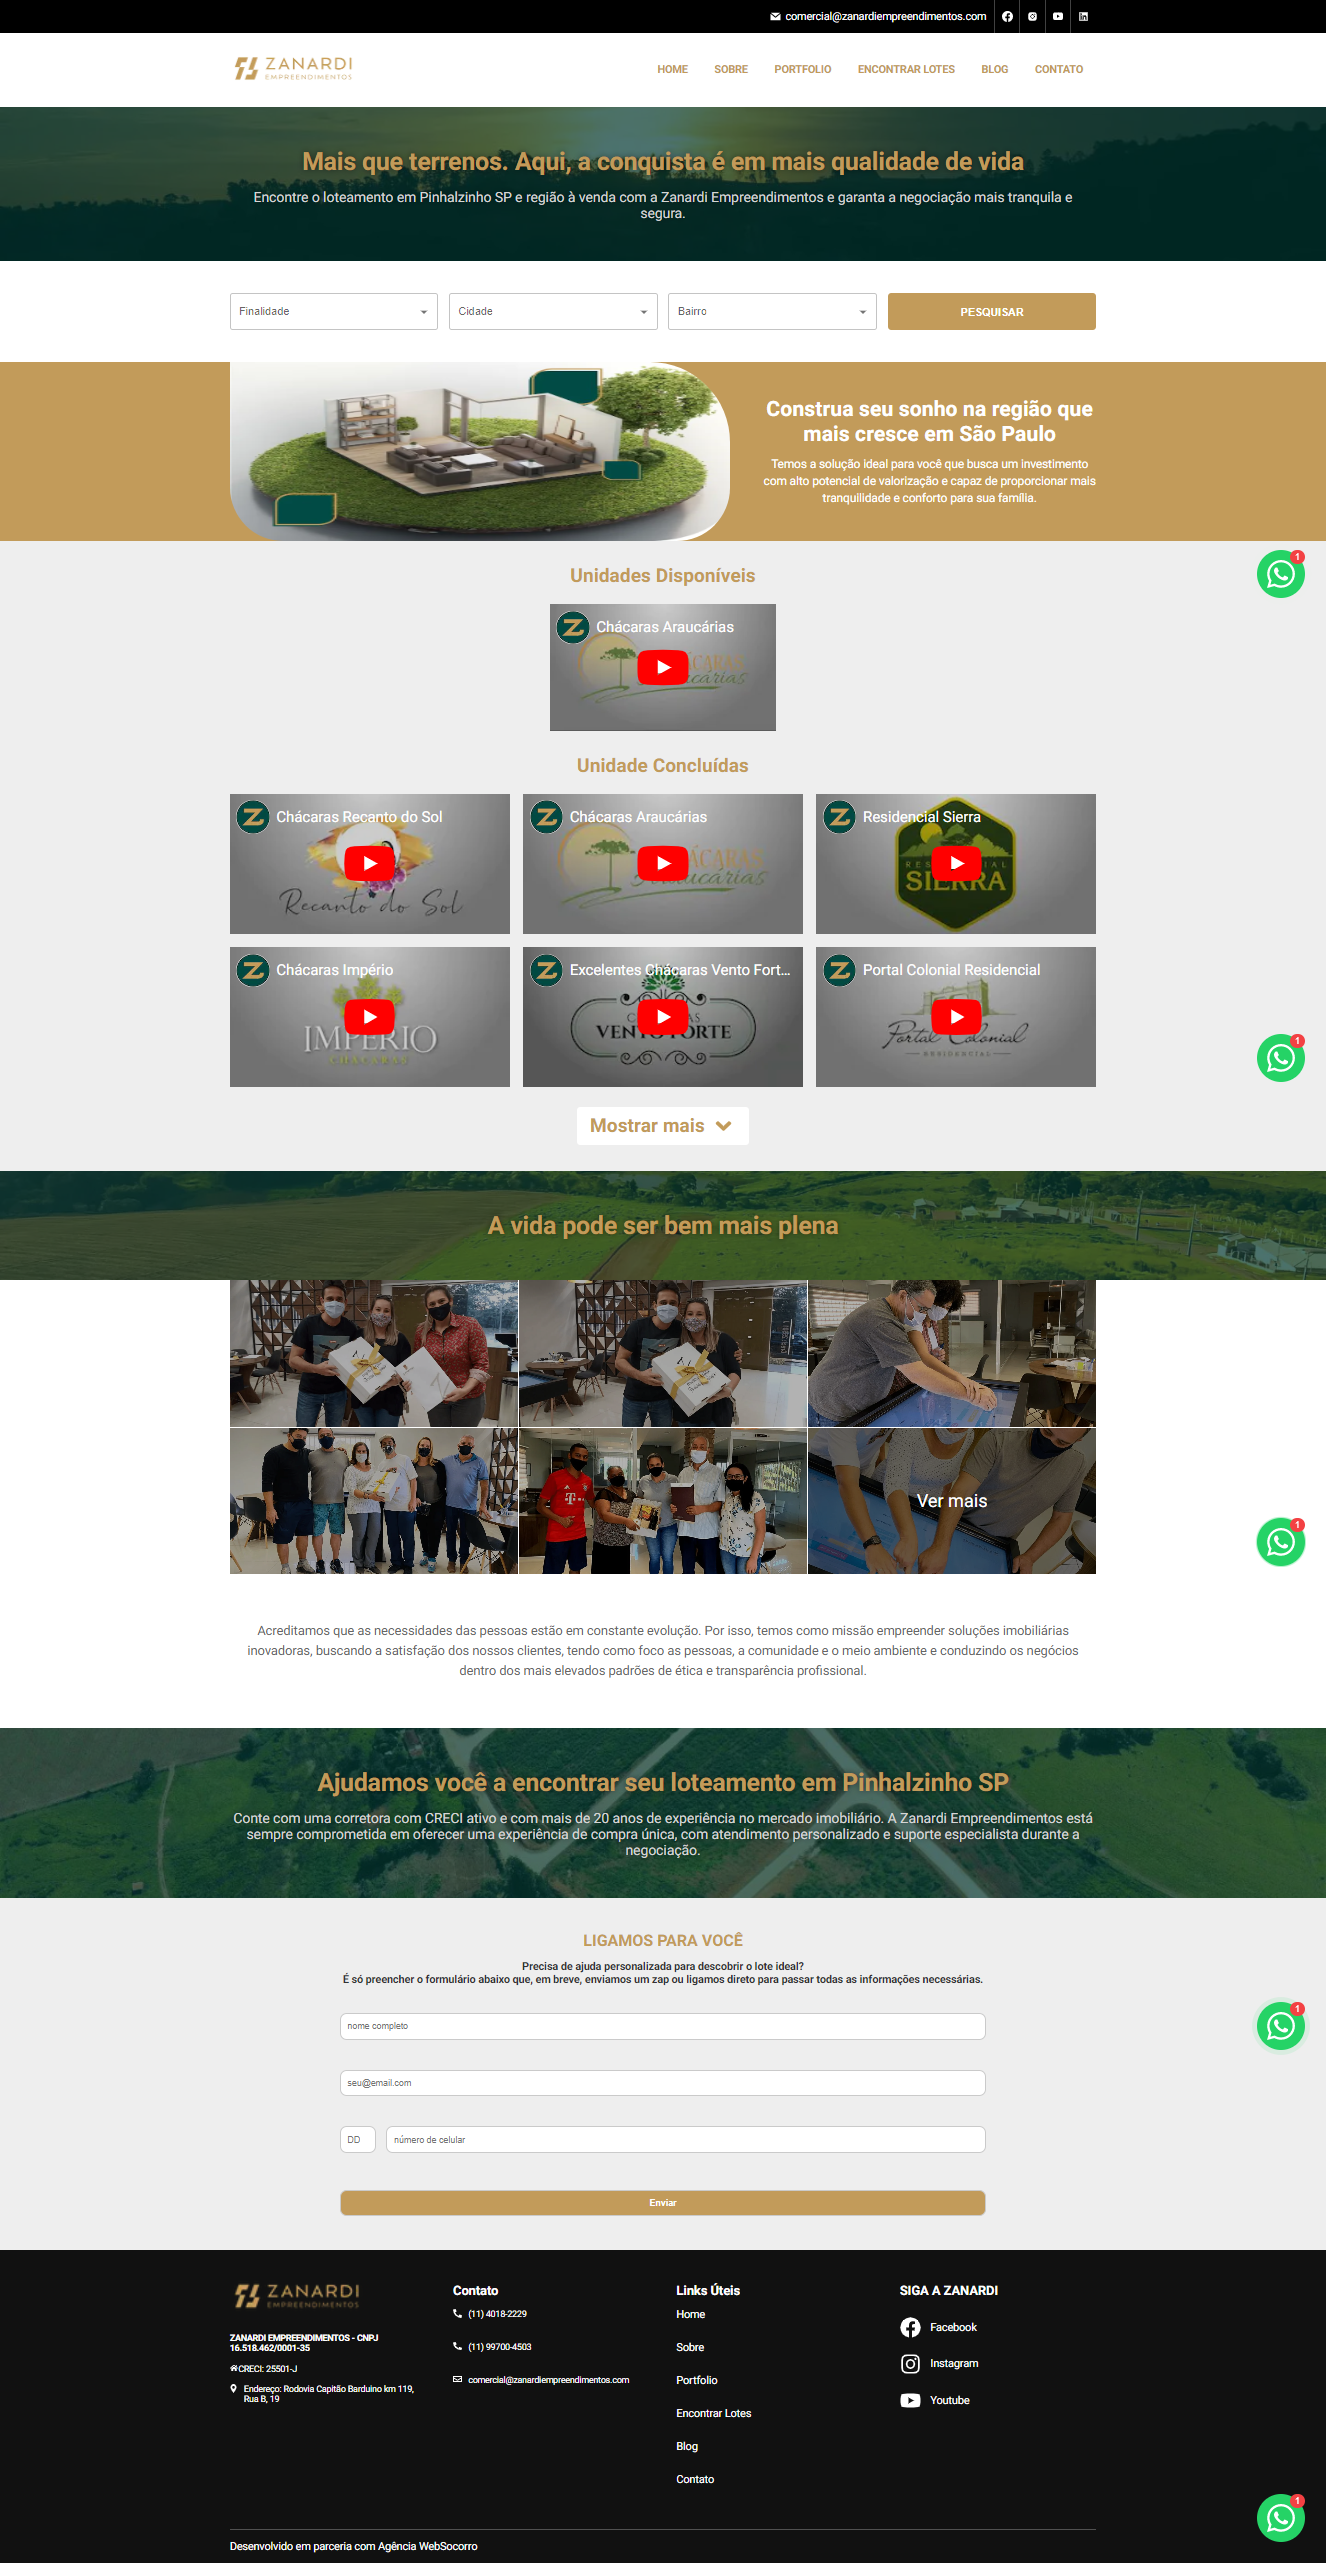 comercial@zanardiempreendimentos.com
ZANARDI
EMPREENDIMENTOS
HOME SOBRE PORTFOLIO ENCONTRAR LOTES BLOG CONTATO
Mais que terrenos. Aqui, a conquista é em mais qualidade de vida
Encontre o loteamento em Pinhalzinho SP e região à venda com a Zanardi Empreendimentos e garanta a negociação mais tranquila e
segura.
Finalidade Cidade Bairro PESQUISAR
Construa seu sonho na região que
mais cresce em São Paulo
Temos a solução ideal para você que busca um investimento
com alto potencial de valorização e capaz de proporcionar mais
tranquilidade e conforto para sua família.
1
Unidades Disponíveis
Chácaras Araucárias
Unidade Concluídas
Chácaras Recanto do Sol
Recanto do Sol
Chácaras Araucárias
Araucárias
Residencial Sierra
SIERRA
Chácaras Império
IMPÉRIO
CHÁCARAS
Excelentes Chácaras Vento Fort...
VENTO FORTE
Portal Colonial Residencial
Portal Colonial
RESIDENCIAL
1
Mostrar mais
A vida pode ser bem mais plena
Ver mais
1
Acreditamos que as necessidades das pessoas estão em constante evolução. Por isso, temos como missão empreender soluções imobiliárias
inovadoras, buscando a satisfação dos nossos clientes, tendo como foco as pessoas, a comunidade e o meio ambiente e conduzindo os negócios
dentro dos mais elevados padrões de ética e transparência profissional.
Ajudamos você a encontrar seu loteamento em Pinhalzinho SP
Conte com uma corretora com CRECI ativo e com mais de 20 anos de experiência no mercado imobiliário. A Zanardi Empreendimentos está
sempre comprometida em oferecer uma experiência de compra única, com atendimento personalizado e suporte especialista durante a
negociação.
LIGAMOS PARA VOCÊ
Precisa de ajuda personalizada para descobrir o lote ideal?
É só preencher o formulário abaixo que, em breve, enviamos um zap ou ligamos direto para passar todas as informações necessárias.
nome completo
1
seu@email.com
DD número de celular
Enviar
ZANARDI
EMPREENDIMENTOS
ZANARDI EMPREENDIMENTOS - CNPJ
16.518.462/0001-35
CRECI: 25501-J
Endereço: Rodovia Capitão Barduino km 119,
Rua B, 19
Contato
(11) 4018-2229
(11) 99700-4503
comercial@zanardiempreendimentos.com
Links Úteis
Home
Sobre
Portfolio
Encontrar Lotes
Blog
Contato
SIGA A ZANARDI
Facebook
Instagram
Youtube
1
Desenvolvido em parceria com Agência WebSocorro